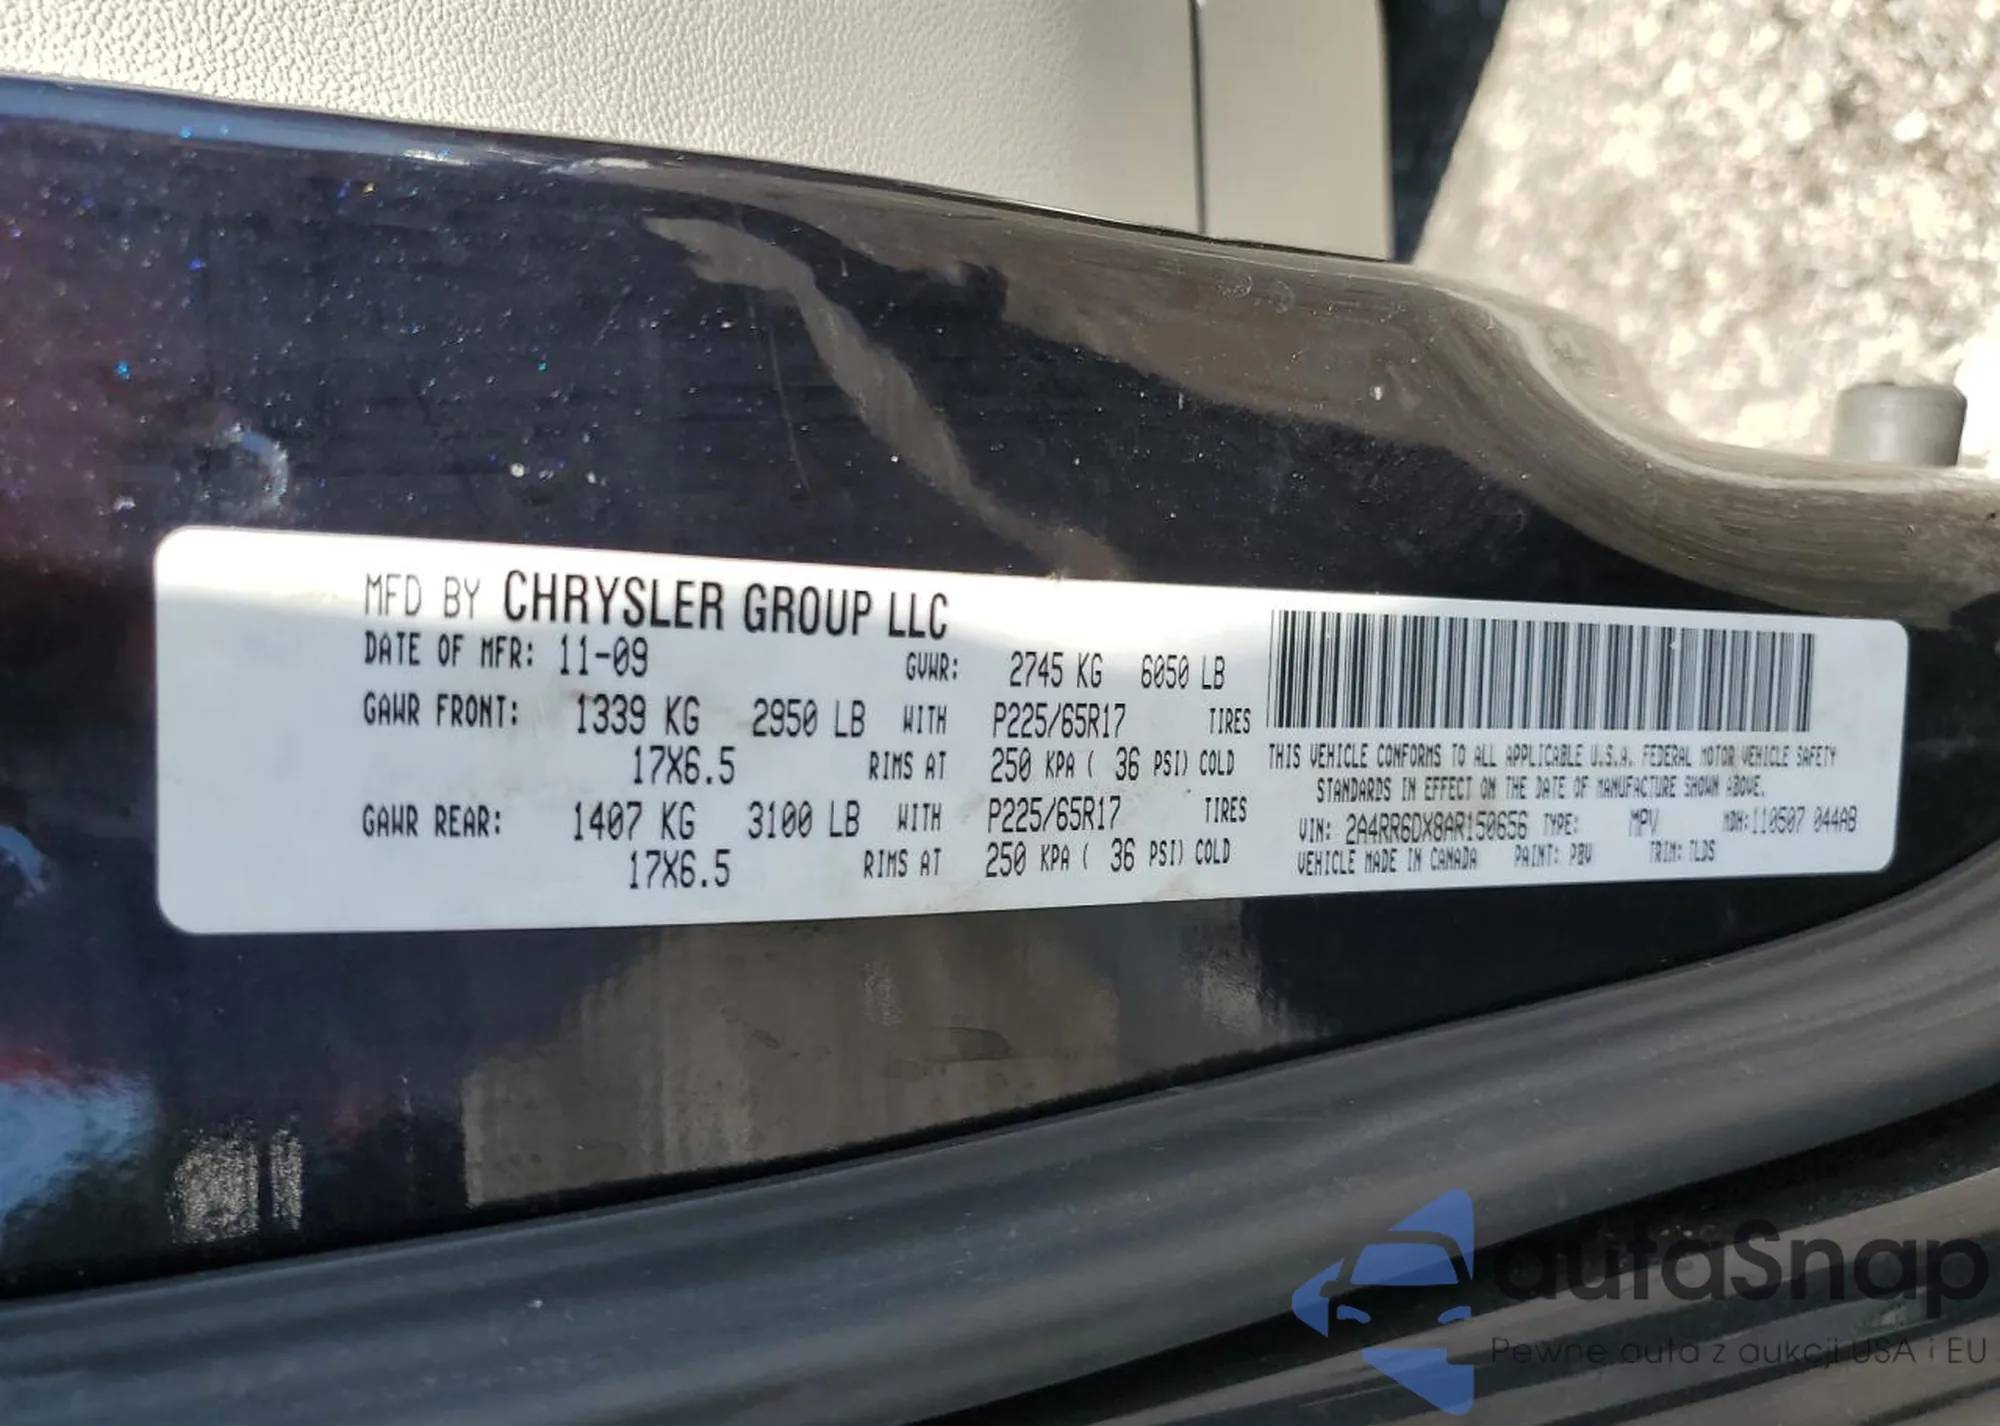 MFD BY CHRYSLER GROUP LLC
DATE OF MFR: 11-09 GVWR: 2745 KG 6050 LB
GAWR FRONT: 1339 KG 2950 LB WITH P225/65R17 TIRES
17X6.5 RIMS AT 250 KPA ( 36 PSI) COLD
GAWR REAR: 1407 KG 3100 LB WITH P225/65R17 TIRES
17X6.5 RIMS AT 250 KPA ( 36 PSI) COLD
THIS VEHICLE CONFORMS TO ALL APPLICABLE U.S.A. FEDERAL MOTOR VEHICLE SAFETY
STANDARDS IN EFFECT ON THE DATE OF MANUFACTURE SHOWN ABOVE.
VIN: 2A4RR6DX8AR150656 TYPE: MPV MDH: 110507 044AB
VEHICLE MADE IN CANADA PAINT: PBV TRIM: TLDS
autaSnap
Pewne auta z aukcji USA i EU